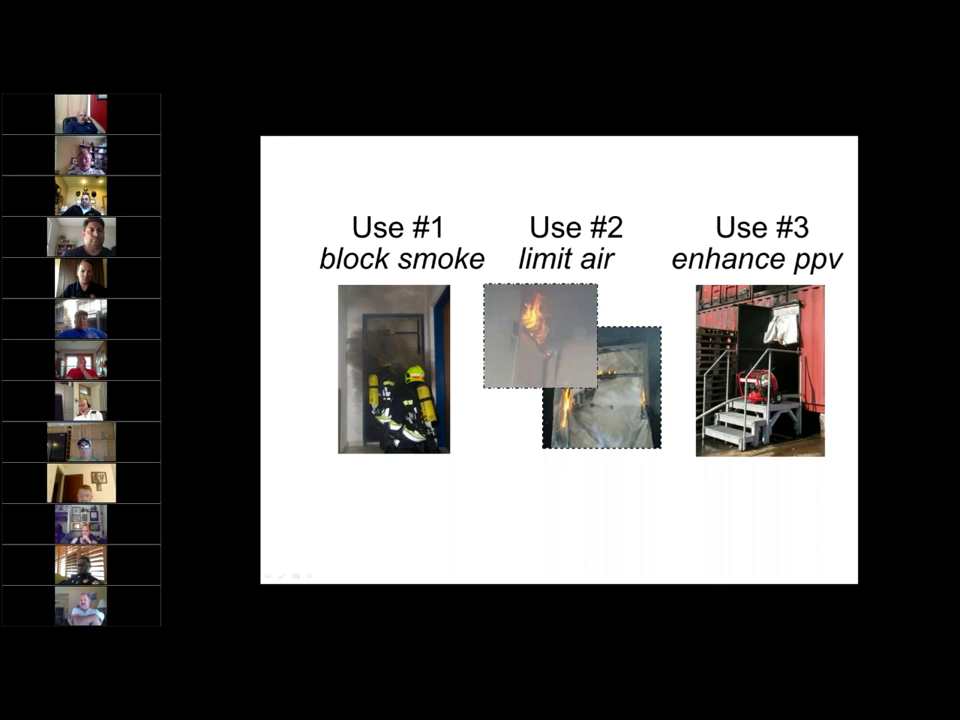 Use #1
block smoke
Use #2
limit air
Use #3
enhance ppv